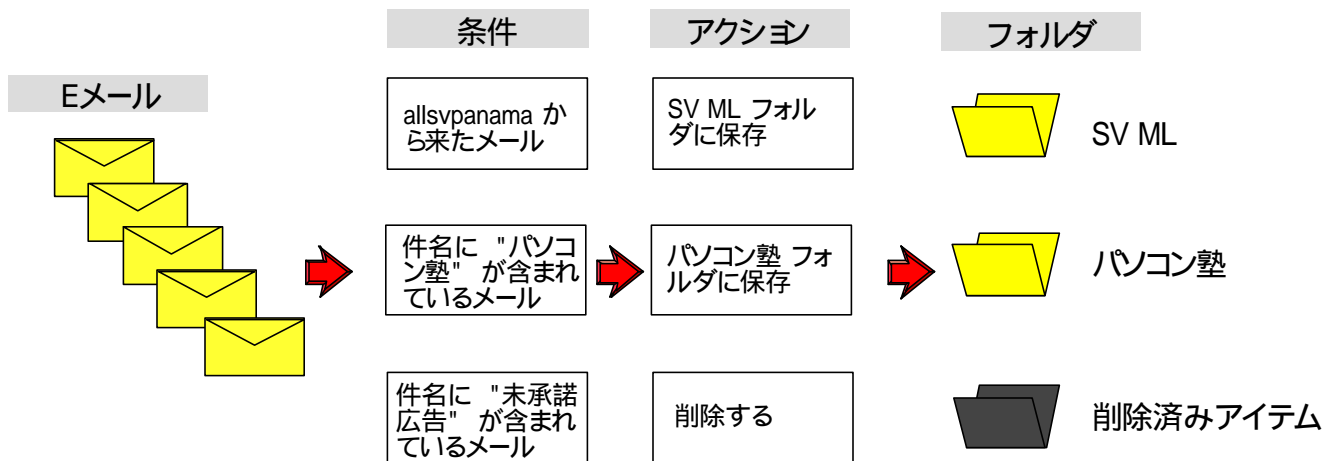 条件
アクション
フォルダ
Eメール
allsvpanama か
ら来たメール
SV ML フォル
ダに保存
SV ML
件名に "パソコ
ン塾" が含まれ
ているメール
パソコン塾 フォ
ルダに保存
パソコン塾
件名に "未承諾
広告" が含まれ
ているメール
削除する
削除済みアイテム